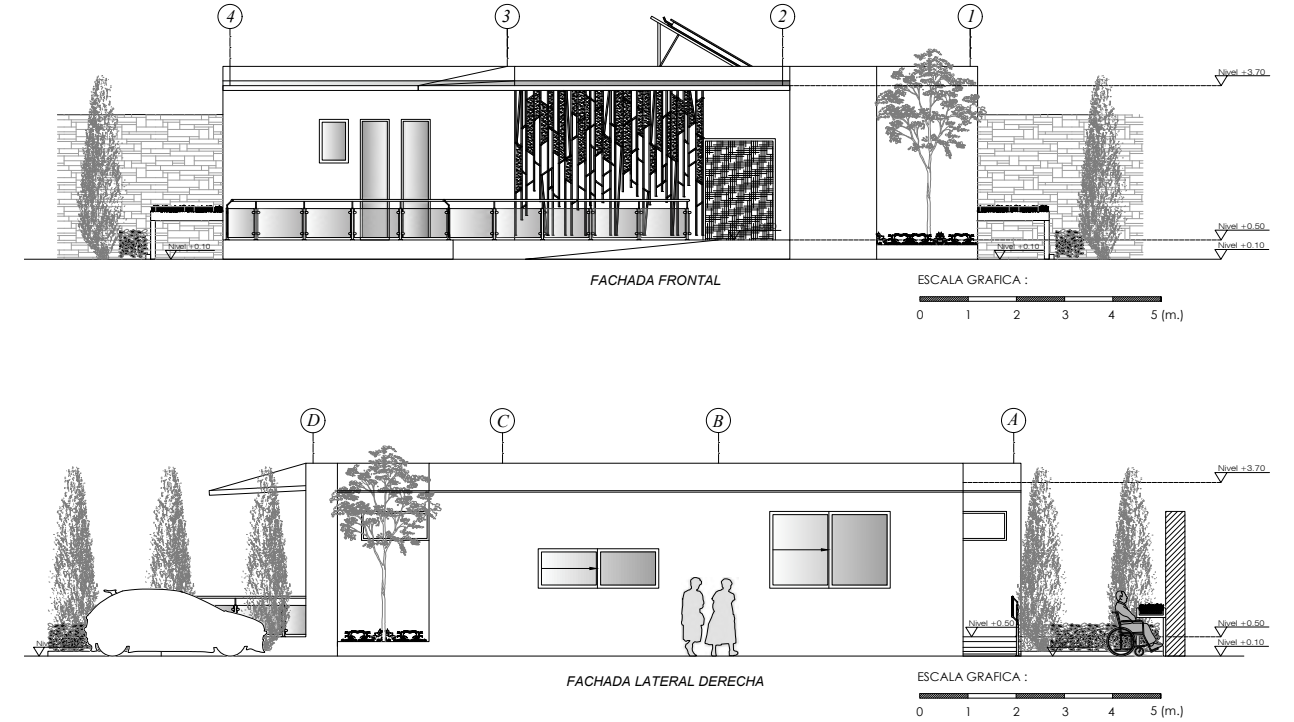 4 3 2 1
Nivel +3.70
Nivel +0.50
Nivel +0.10
Nivel +0.10
Nivel +0.10
FACHADA FRONTAL
ESCALA GRAFICA :
0 1 2 3 4 5 (m.)
D C B A
Nivel +3.70
Nivel +0.50
Nivel +0.50
Nivel +0.10
FACHADA LATERAL DERECHA
ESCALA GRAFICA :
0 1 2 3 4 5 (m.)